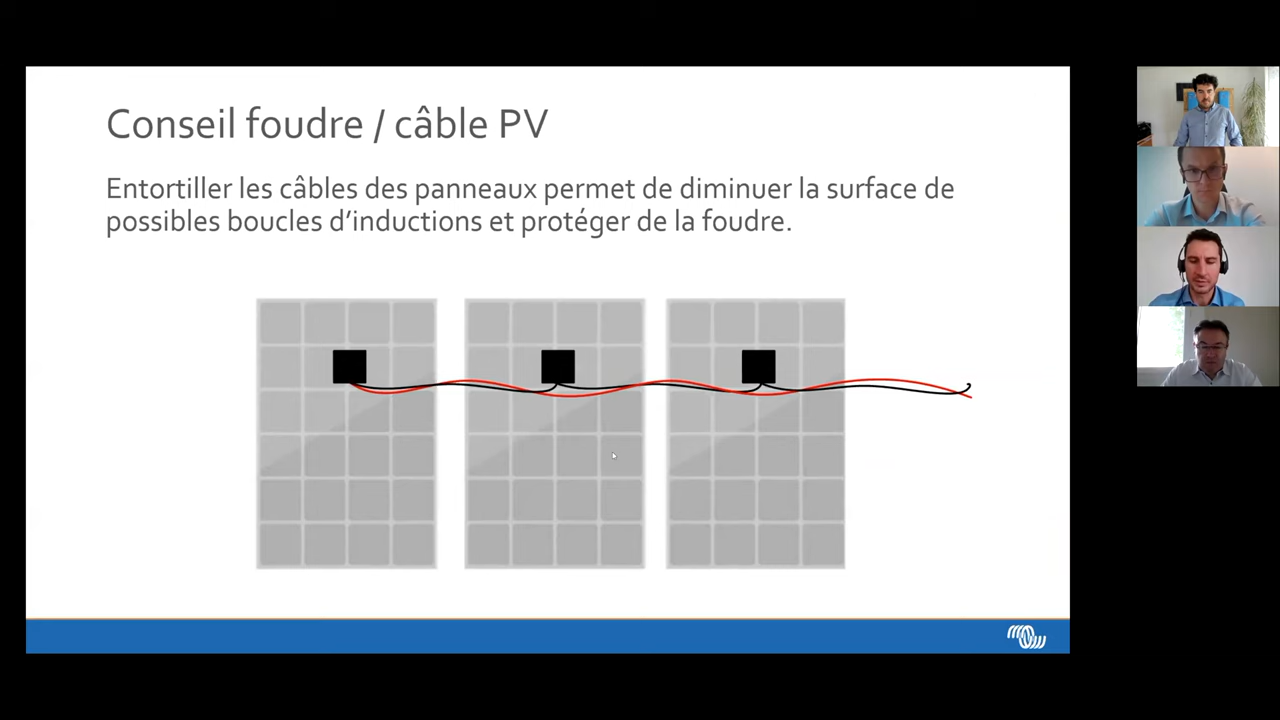 Conseil foudre / câble PV
Entortiller les câbles des panneaux permet de diminuer la surface de
possibles boucles d’inductions et protéger de la foudre.